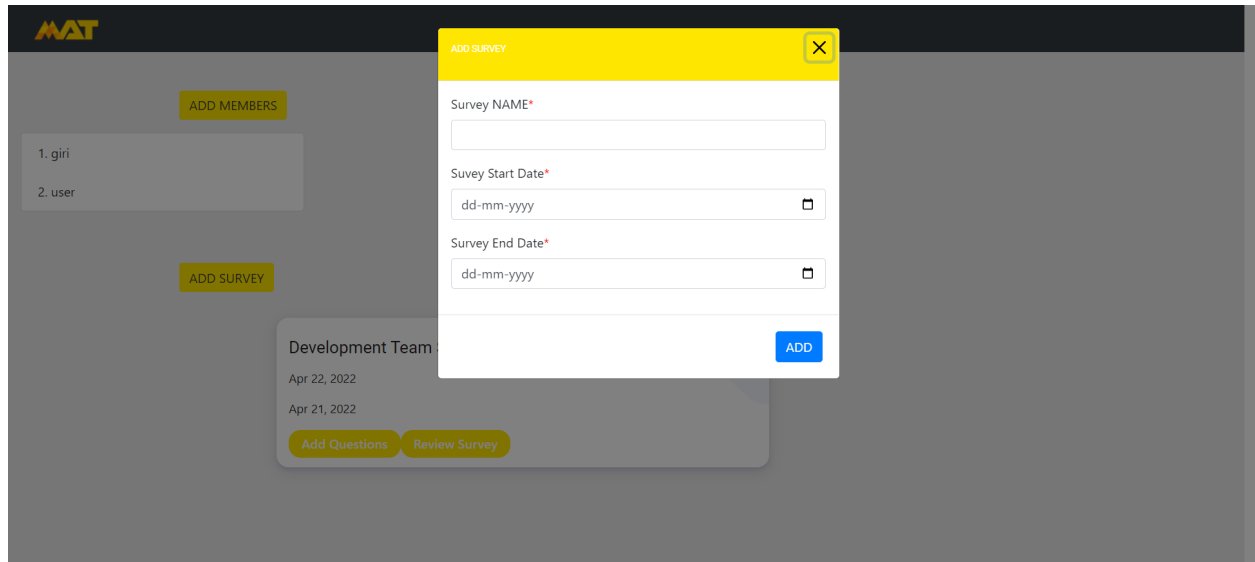 MAT
ADD SURVEY
ADD MEMBERS
1. giri
2. user
Survey NAME*
Suvey Start Date*
dd-mm-yyyy
Survey End Date*
dd-mm-yyyy
ADD
ADD SURVEY
Development Team
Apr 22, 2022
Apr 21, 2022
Add Questions Review Survey